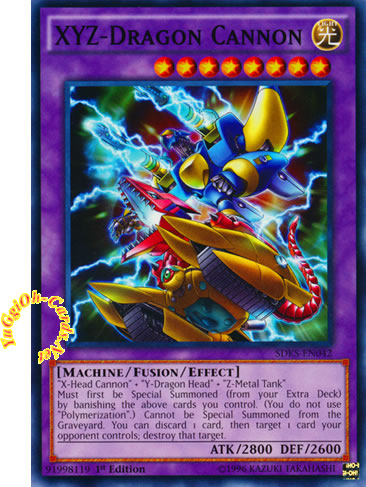 XYZ-DRAGON CANNON
LIGHT
光
YuGgiOh-Cards.Net
SDKS-EN042
[MACHINE/FUSION/EFFECT]
"X-Head Cannon" + "Y-Dragon Head" + "Z-Metal Tank"
Must first be Special Summoned (from your Extra Deck)
by banishing the above cards you control. (You do not use
"Polymerization".) Cannot be Special Summoned from the
Graveyard. You can discard 1 card, then target 1 card your
opponent controls; destroy that target.
ATK/2800 DEF/2600
91998119 1st Edition
©1996 KAZUKI TAKAHASHI